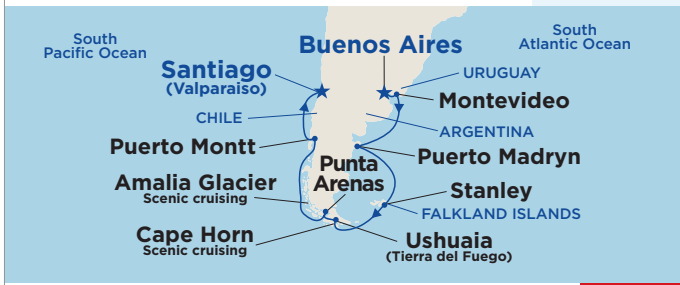 South
Pacific Ocean
South
Atlantic Ocean
Buenos Aires
Santiago
(Valparaiso)
URUGUAY
Montevideo
CHILE
ARGENTINA
Puerto Montt
Puerto Madryn
Punta
Arenas
Amalia Glacier
Scenic cruising
Stanley
FALKLAND ISLANDS
Cape Horn
Scenic cruising
Ushuaia
(Tierra del Fuego)